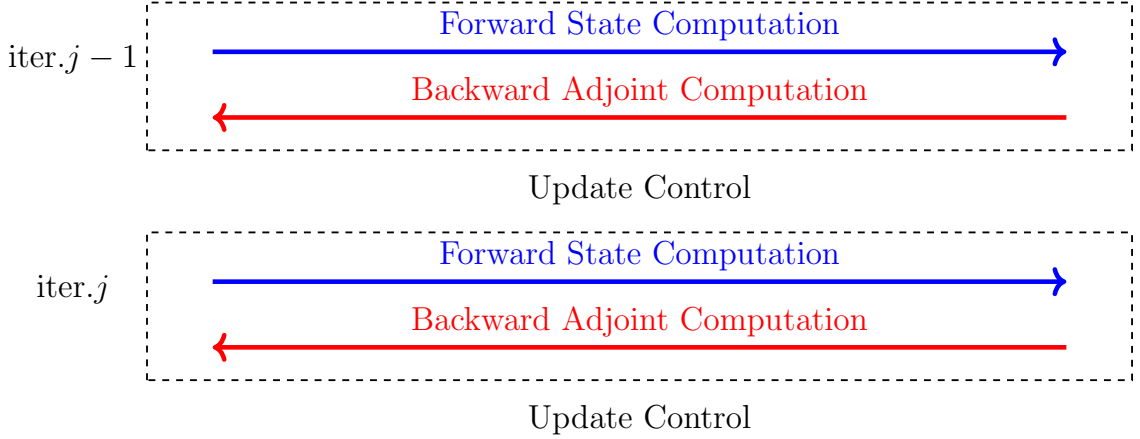 Forward State Computation
iter.j − 1
Backward Adjoint Computation
Update Control
Forward State Computation
iter.j
Backward Adjoint Computation
Update Control